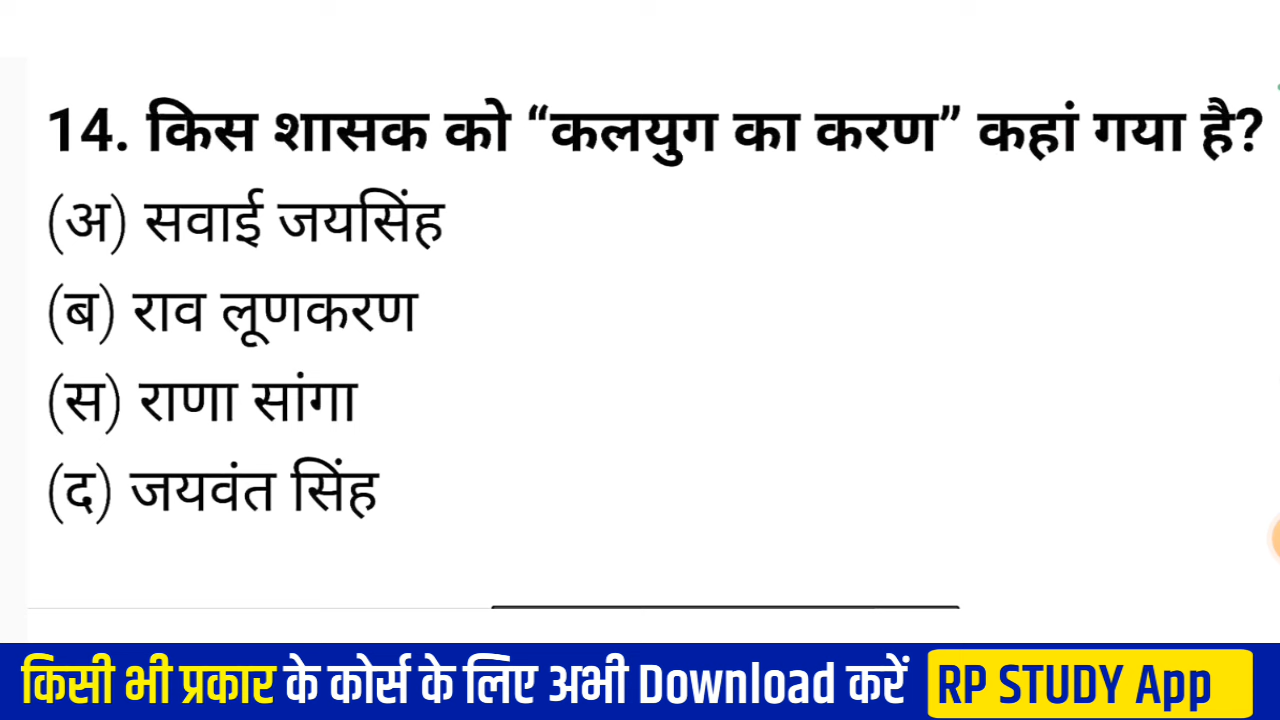 14. किस शासक को “कलयुग का करण” कहां गया है?
(अ) सवाई जयसिंह
(ब) राव लूणकरण
(स) राणा सांगा
(द) जयवंत सिंह
किसी भी प्रकार के कोर्स के लिए अभी Download करें RP STUDY App